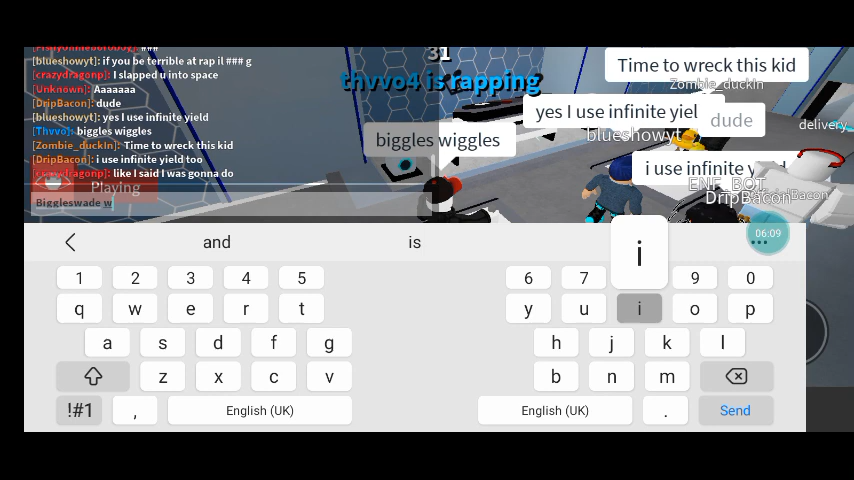 [blueshowyt]: if you be terrible at rap il ### g
[crazydragonp]: I slapped u into space
[Unknown]: Aaaaaaa
[DripBacon]: dude
[blueshowyt]: yes I use infinite yield
[Thvvo]: biggles wiggles
[Zombie_duckIn]: Time to wreck this kid
[DripBacon]: i use infinite yield too
[crazydragonp]: like I said I was gonna do
Playing
Biggleswade w
31
thvvo4 is rapping
Time to wreck this kid
Zombie_duckIn
yes I use infinite yiel
dude
blueshowyt
delivery
biggles wiggles
i use infinite y
ENF_BOT
DripBacon
06:09
and is
i
1 2 3 4 5 6 7 9 0
q w e r t y u i o p
a s d f g h j k l
z x c v b n m
!#1 , English (UK) English (UK) . Send